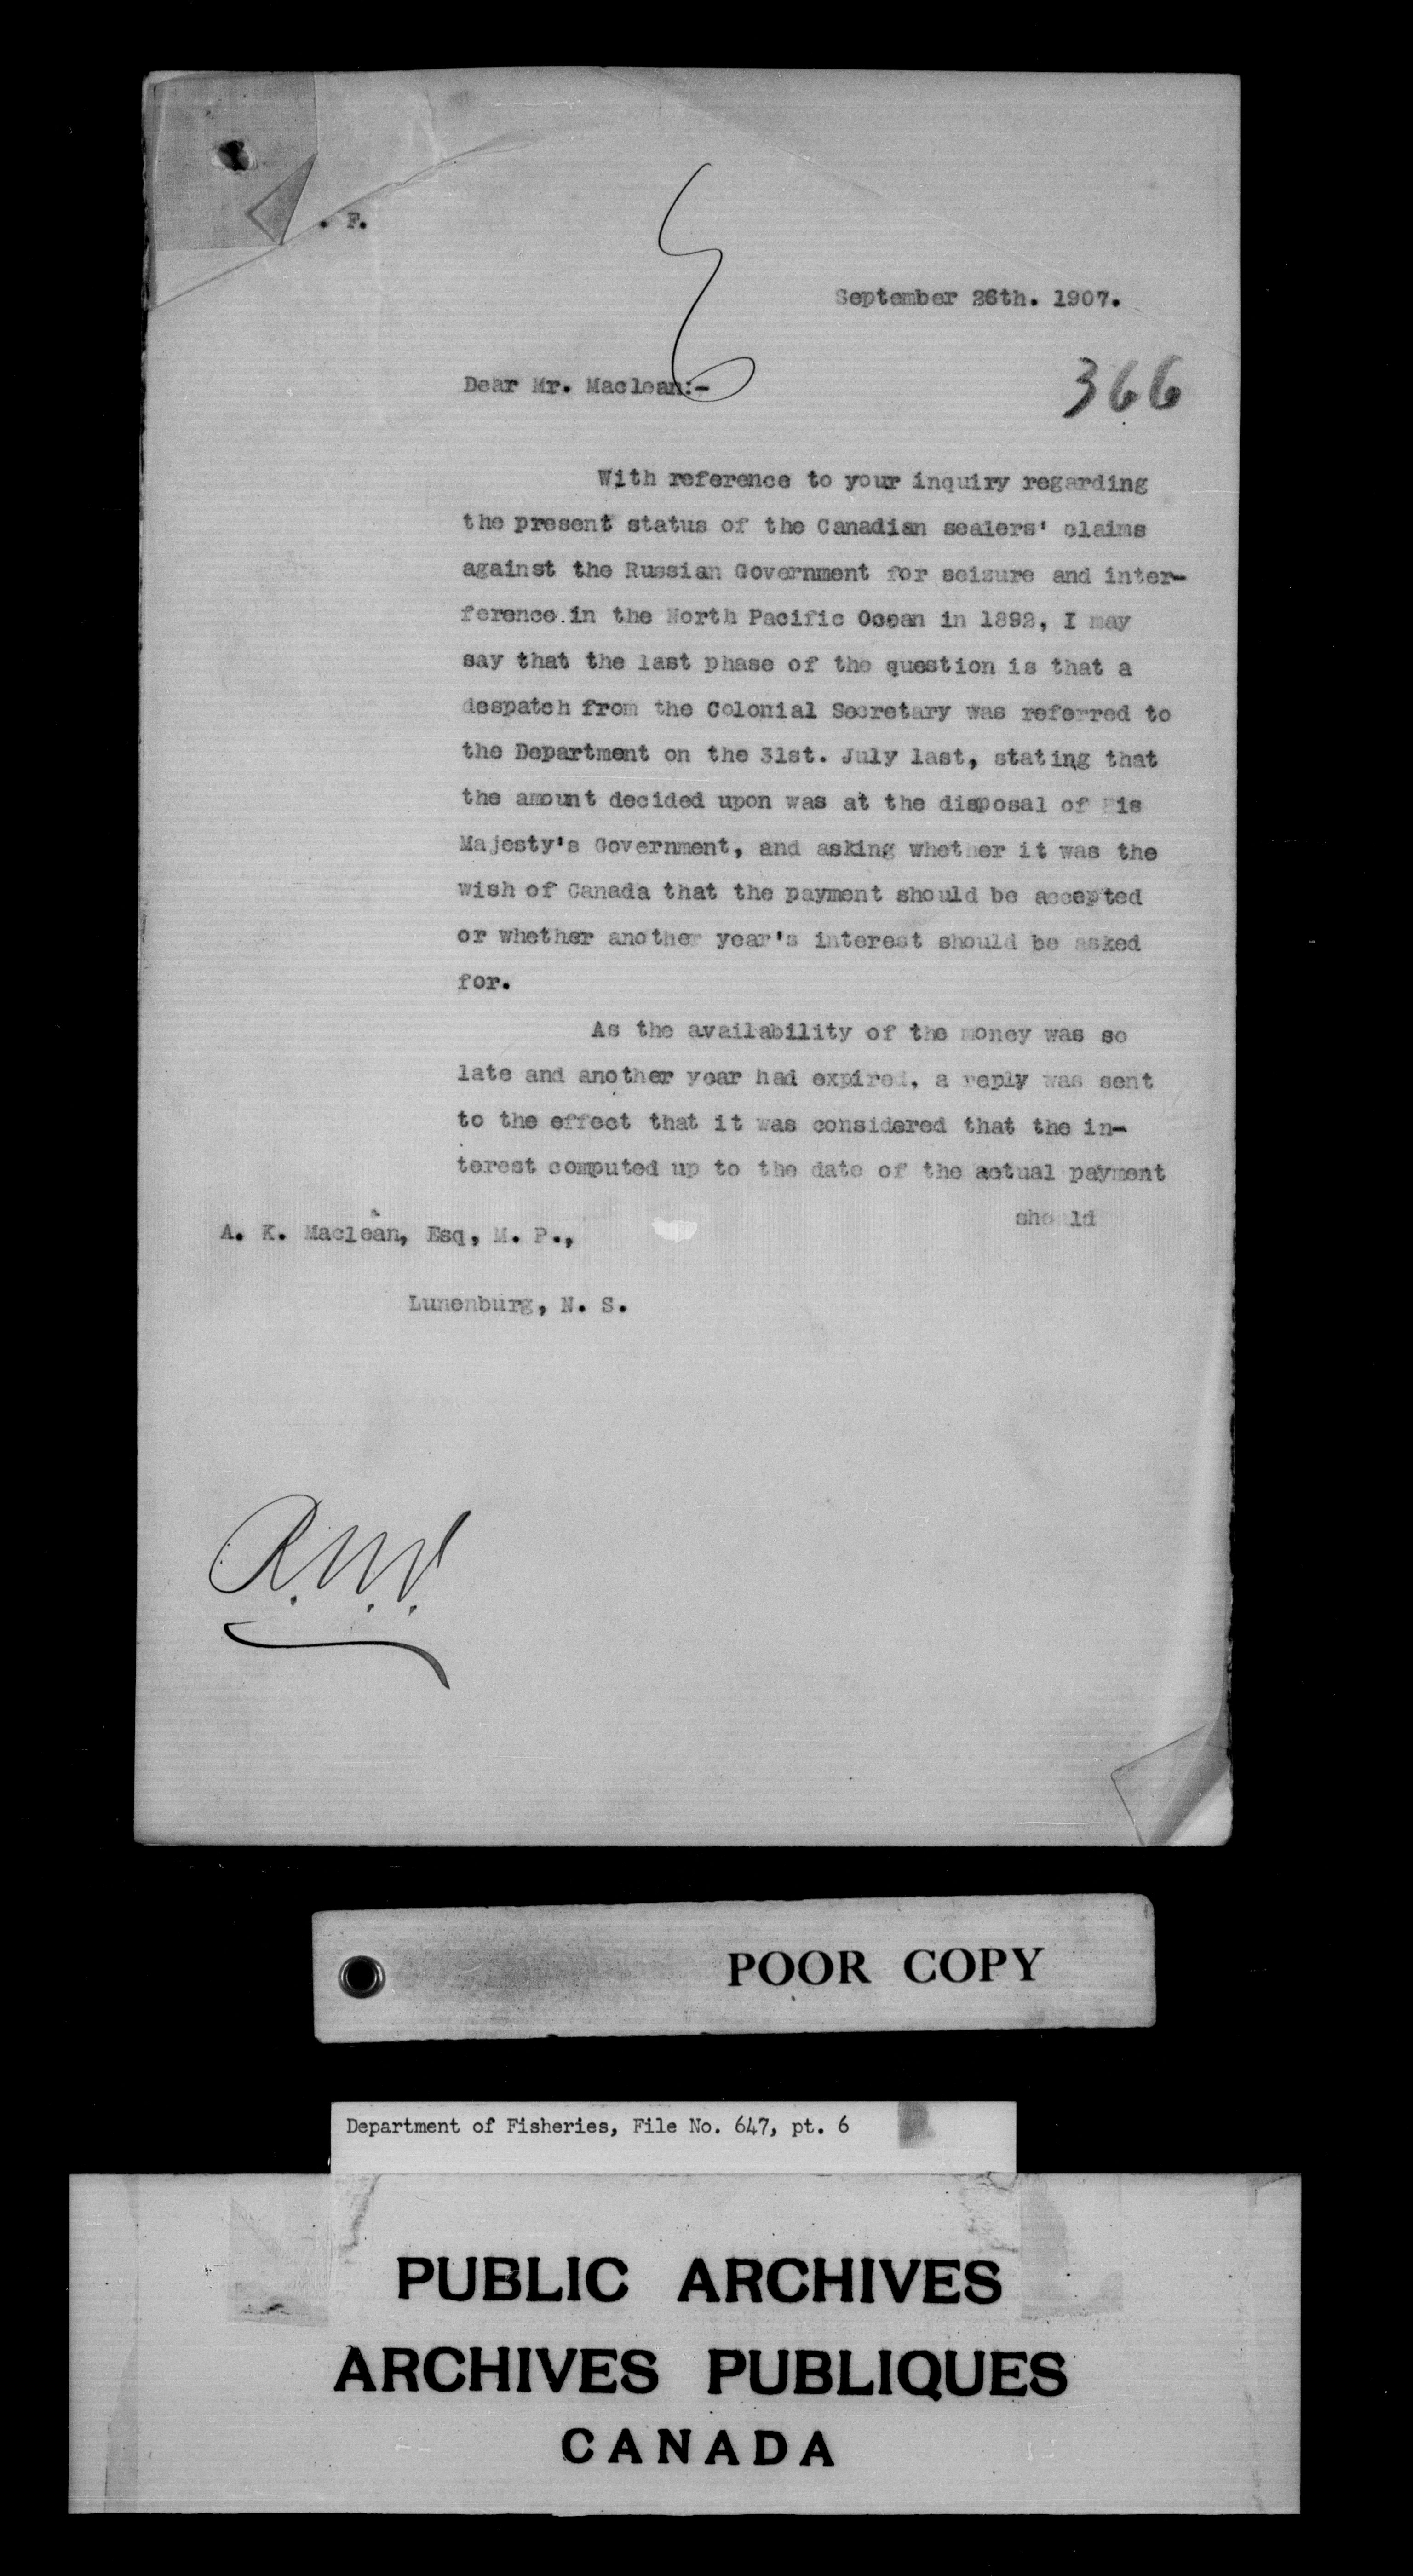 . F.
September 26th. 1907.
366
Dear Mr. Maclean:-
With reference to your inquiry regarding
the present status of the Canadian sealers' claims
against the Russian Government for seizure and inter-
ference in the North Pacific Ocean in 1892, I may
say that the last phase of the question is that a
despatch from the Colonial Secretary was referred to
the Department on the 31st. July last, stating that
the amount decided upon was at the disposal of His
Majesty's Government, and asking whether it was the
wish of Canada that the payment should be accepted
or whether another year's interest should be asked
for.
As the availability of the money was so
late and another year had expired, a reply was sent
to the effect that it was considered that the in-
terest computed up to the date of the actual payment
should
A. K. Maclean, Esq, M. P.,
Lunenburg, N. S.
POOR COPY
Department of Fisheries, File No. 647, pt. 6
PUBLIC ARCHIVES
ARCHIVES PUBLIQUES
CANADA